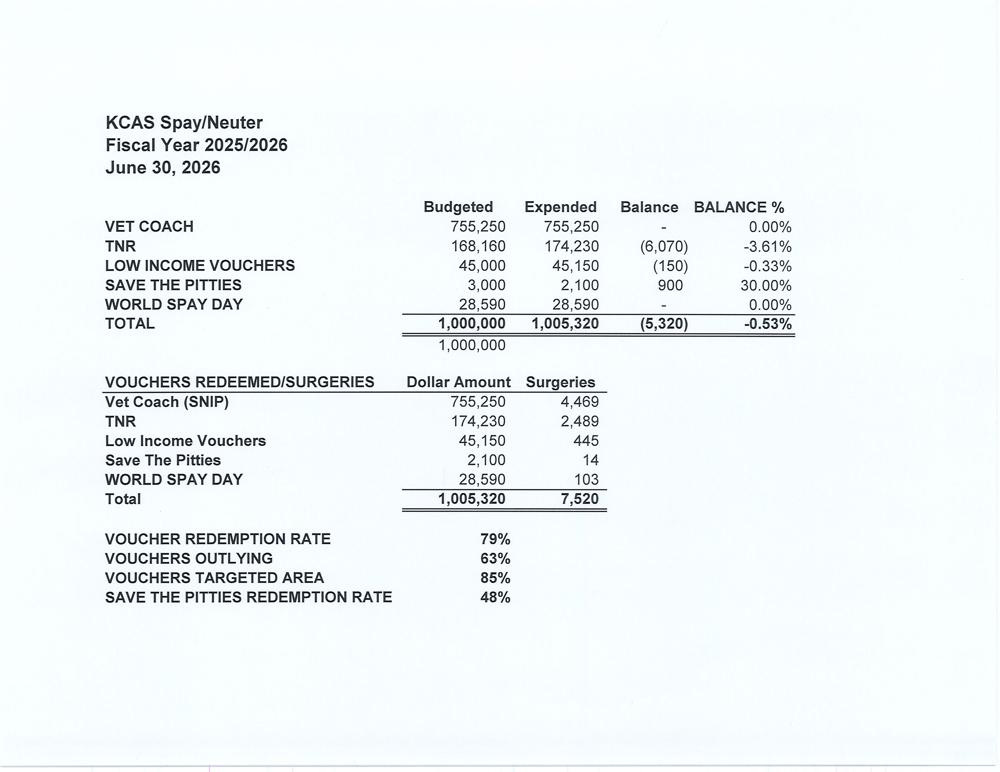 KCAS Spay/Neuter
Fiscal Year 2025/2026
June 30, 2026
Budgeted Expended Balance BALANCE %
VET COACH 755,250 755,250 - 0.00%
TNR 168,160 174,230 (6,070) -3.61%
LOW INCOME VOUCHERS 45,000 45,150 (150) -0.33%
SAVE THE PITTIES 3,000 2,100 900 30.00%
WORLD SPAY DAY 28,590 28,590 - 0.00%
TOTAL 1,000,000 1,005,320 (5,320) -0.53%
1,000,000
VOUCHERS REDEEMED/SURGERIES Dollar Amount Surgeries
Vet Coach (SNIP) 755,250 4,469
TNR 174,230 2,489
Low Income Vouchers 45,150 445
Save The Pitties 2,100 14
WORLD SPAY DAY 28,590 103
Total 1,005,320 7,520
VOUCHER REDEMPTION RATE 79%
VOUCHERS OUTLYING 63%
VOUCHERS TARGETED AREA 85%
SAVE THE PITTIES REDEMPTION RATE 48%